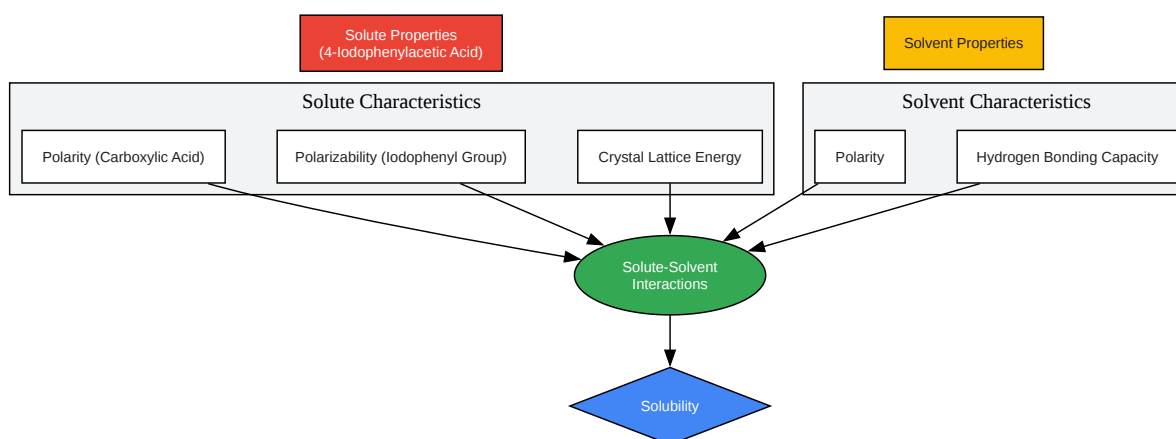 Solute Properties
(4-Iodophenylacetic Acid)
Solvent Properties
Solute Characteristics
Solvent Characteristics
Polarity (Carboxylic Acid)
Polarizability (Iodophenyl Group)
Crystal Lattice Energy
Polarity
Hydrogen Bonding Capacity
Solute-Solvent
Interactions
Solubility